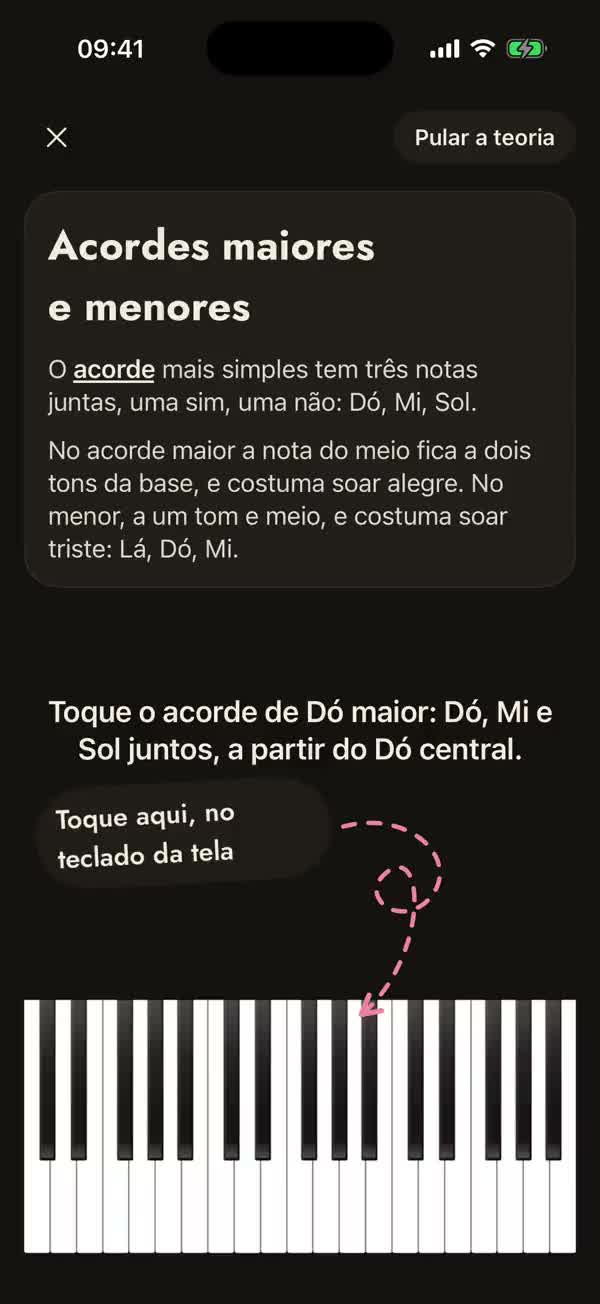 09:41
Pular a teoria
Acordes maiores
e menores
O acorde mais simples tem três notas
juntas, uma sim, uma não: Dó, Mi, Sol.
No acorde maior a nota do meio fica a dois
tons da base, e costuma soar alegre. No
menor, a um tom e meio, e costuma soar
triste: Lá, Dó, Mi.
Toque o acorde de Dó maior: Dó, Mi e
Sol juntos, a partir do Dó central.
Toque aqui, no
teclado da tela